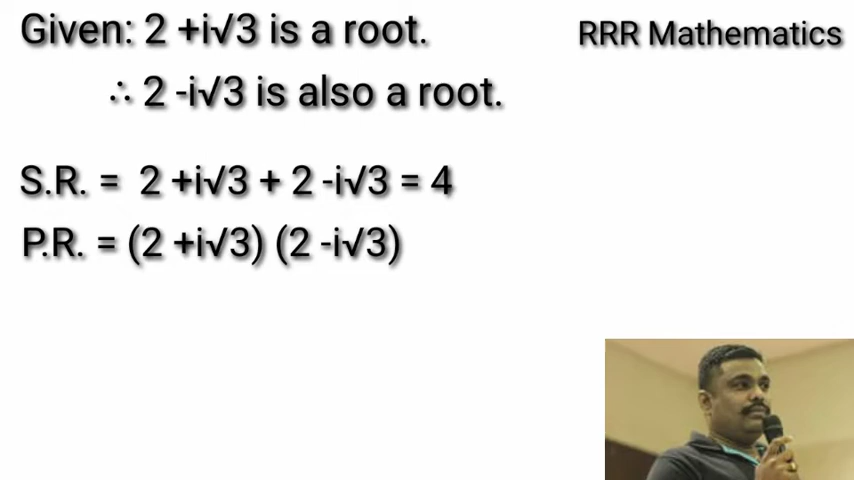 Given: 2 +i√3 is a root.
RRR Mathematics
∴ 2 -i√3 is also a root.
S.R. = 2 +i√3 + 2 -i√3 = 4
P.R. = (2 +i√3) (2 -i√3)